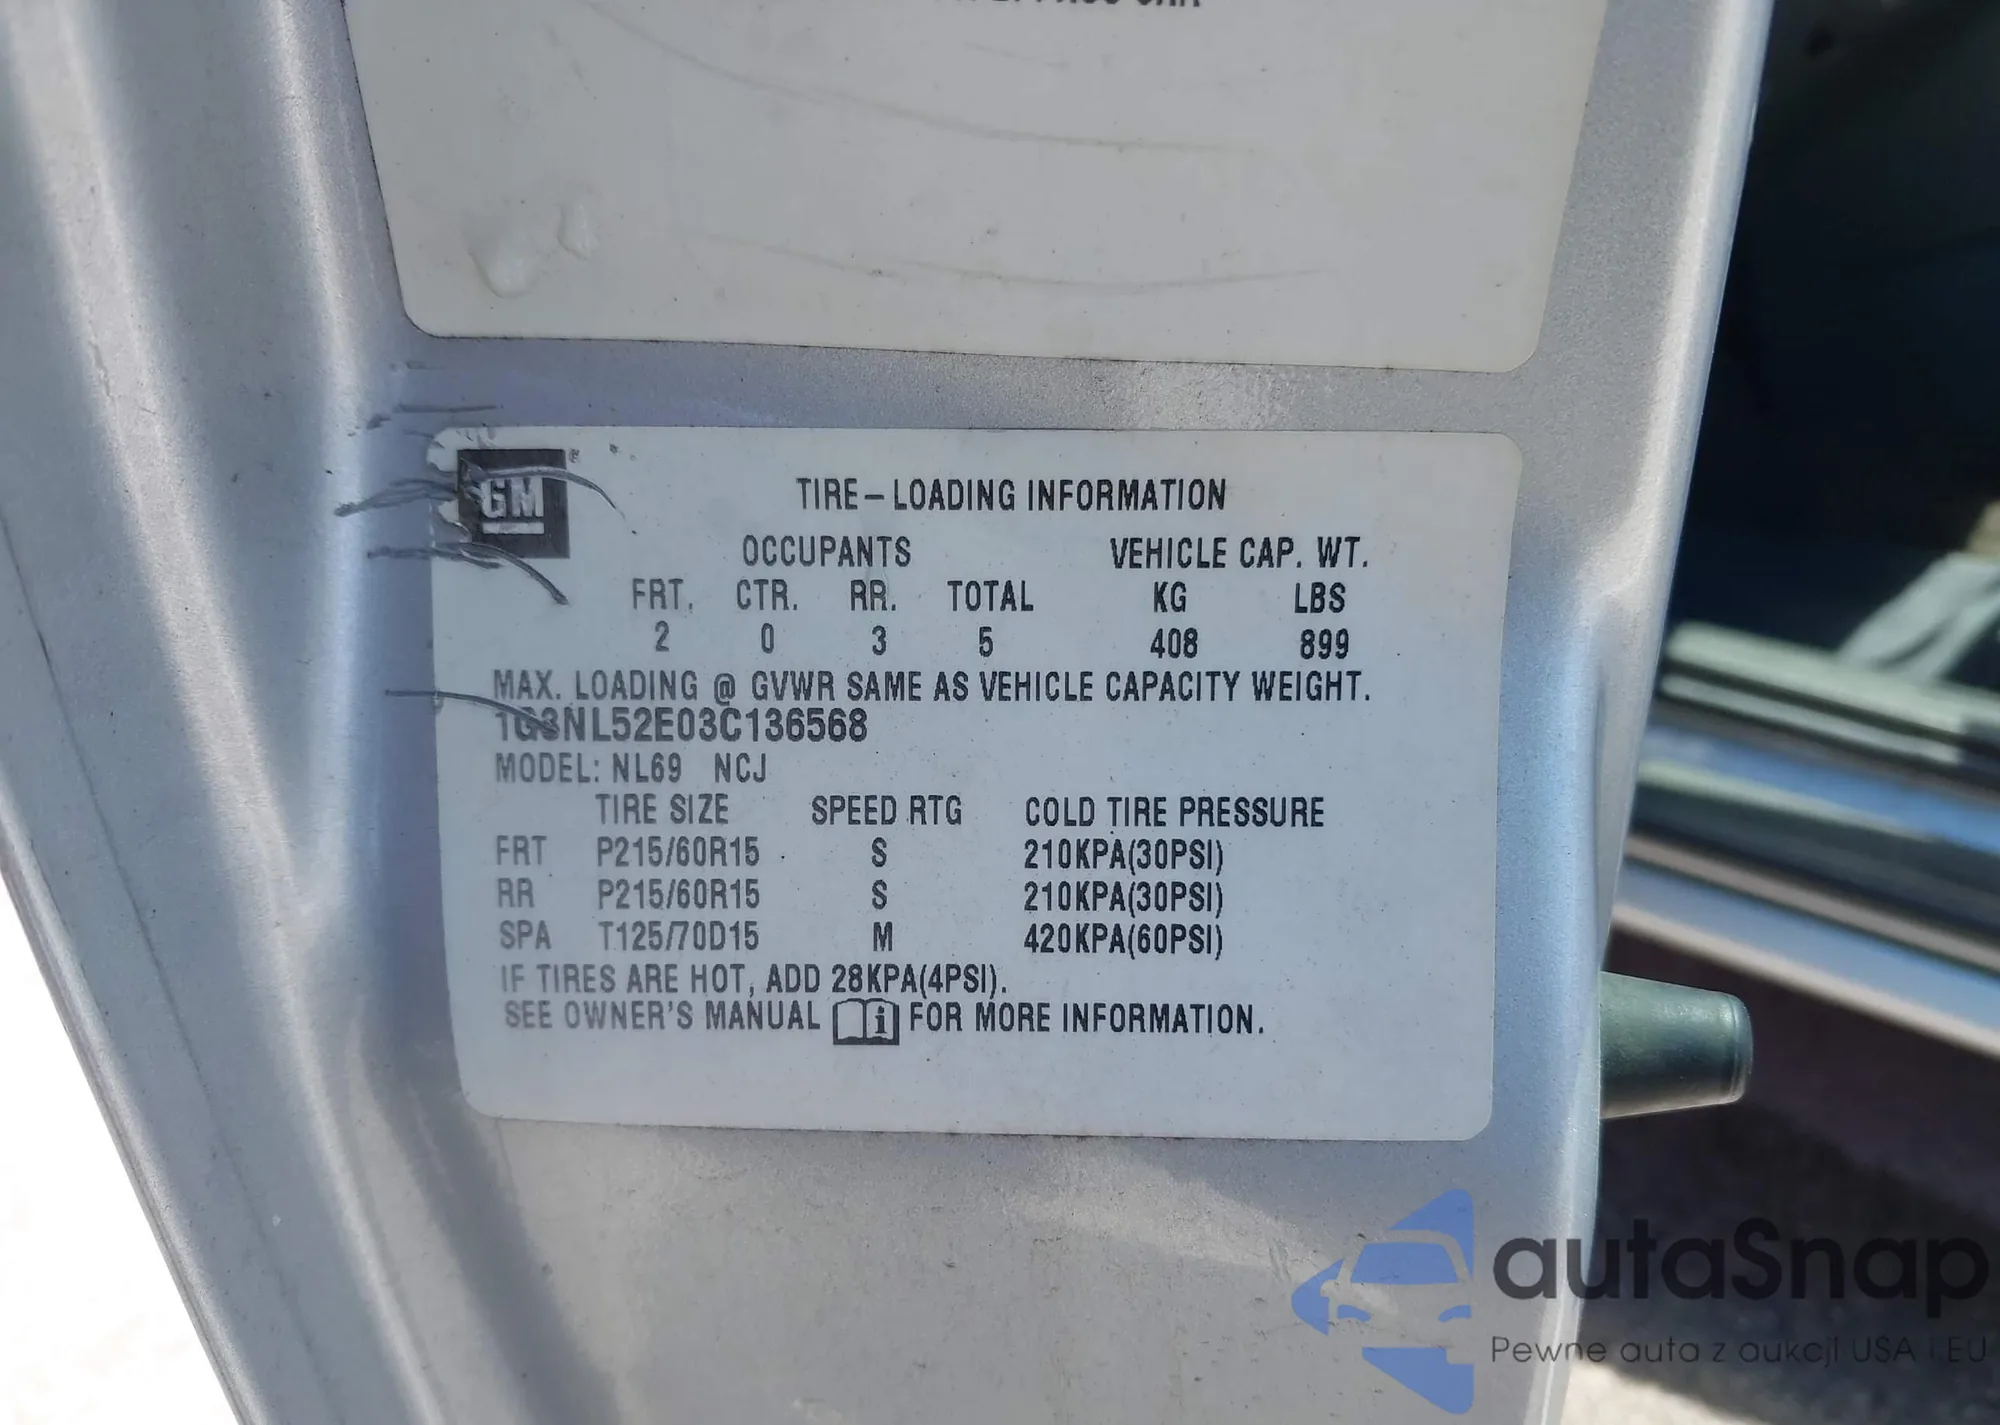 GM
TIRE-LOADING INFORMATION
OCCUPANTS VEHICLE CAP. WT.
FRT. CTR. RR. TOTAL KG LBS
2 0 3 5 408 899
MAX. LOADING @ GVWR SAME AS VEHICLE CAPACITY WEIGHT.
1G3NL52E03C136568
MODEL: NL69 NCJ
TIRE SIZE SPEED RTG COLD TIRE PRESSURE
FRT P215/60R15 S 210KPA(30PSI)
RR P215/60R15 S 210KPA(30PSI)
SPA T125/70D15 M 420KPA(60PSI)
IF TIRES ARE HOT, ADD 28KPA(4PSI).
SEE OWNER'S MANUAL i FOR MORE INFORMATION.
autaSnap
Pewne auta z aukcji USA i EU